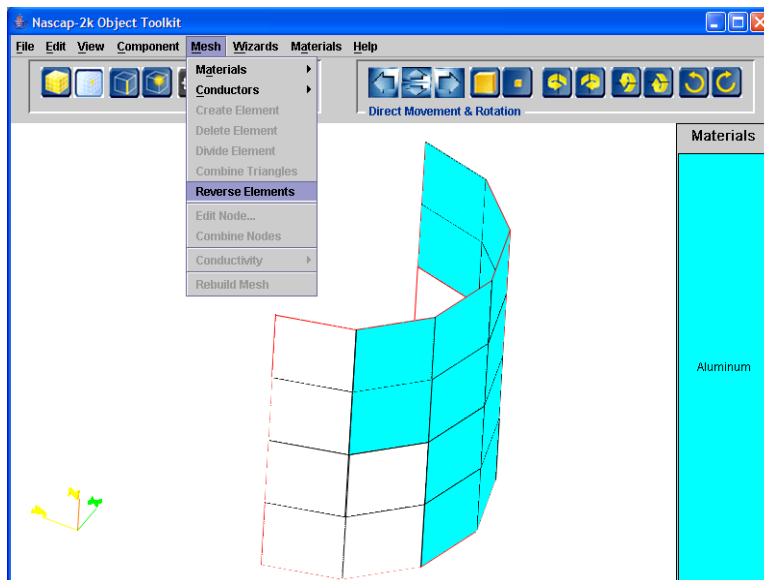 Nascap-2k Object Toolkit
File Edit View Component Mesh Wizards Materials Help
Materials
Conductors
Create Element
Delete Element
Divide Element
Combine Triangles
Reverse Elements
Edit Node...
Combine Nodes
Conductivity
Rebuild Mesh
Direct Movement & Rotation
Materials
Aluminum